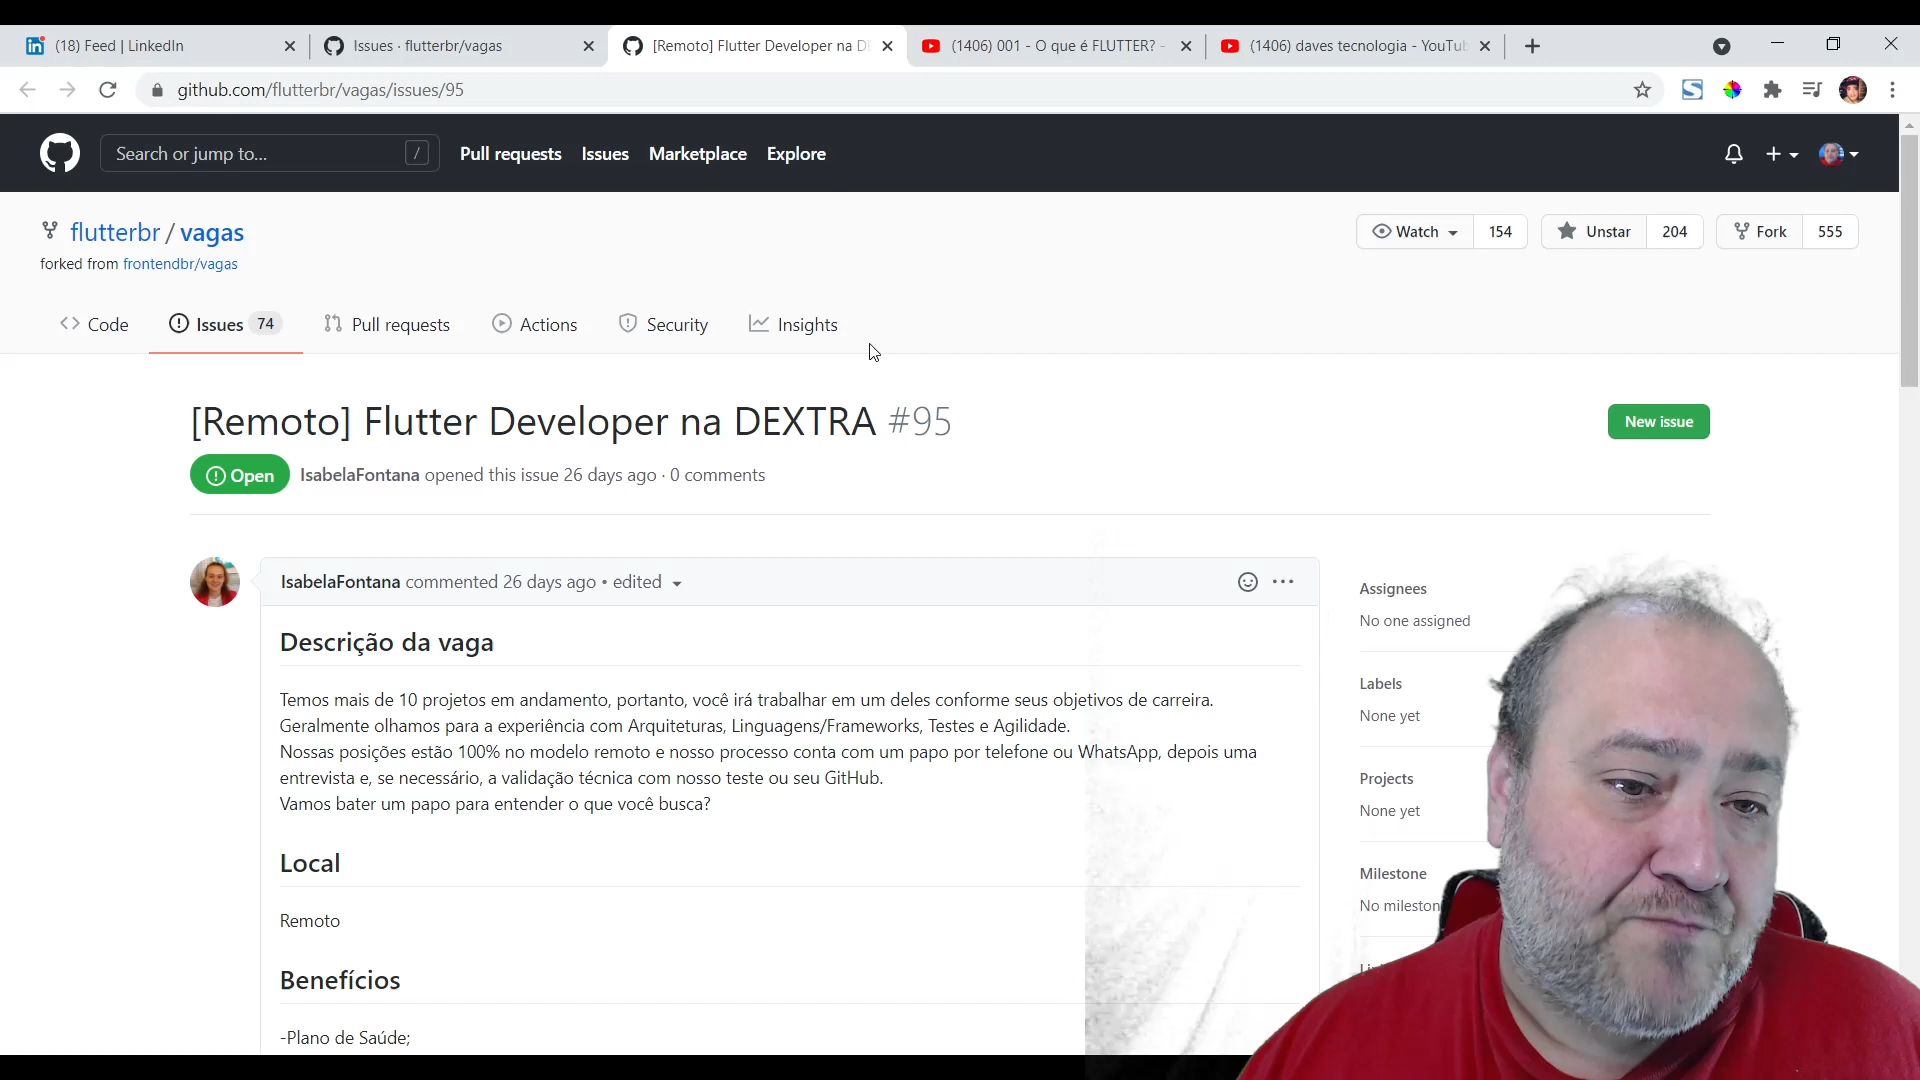 (18) Feed | LinkedIn
Issues · flutterbr/vagas
[Remoto] Flutter Developer na D
(1406) 001 - O que é FLUTTER? -
(1406) daves tecnologia - YouTu
github.com/flutterbr/vagas/issues/95
Search or jump to...
/
Pull requests
Issues
Marketplace
Explore
flutterbr / vagas
forked from frontendbr/vagas
Watch 154
Unstar 204
Fork 555
Code
Issues 74
Pull requests
Actions
Security
Insights
[Remoto] Flutter Developer na DEXTRA #95
New issue
Open
IsabelaFontana opened this issue 26 days ago · 0 comments
IsabelaFontana commented 26 days ago • edited
Descrição da vaga
Temos mais de 10 projetos em andamento, portanto, você irá trabalhar em um deles conforme seus objetivos de carreira.
Geralmente olhamos para a experiência com Arquiteturas, Linguagens/Frameworks, Testes e Agilidade.
Nossas posições estão 100% no modelo remoto e nosso processo conta com um papo por telefone ou WhatsApp, depois uma
entrevista e, se necessário, a validação técnica com nosso teste ou seu GitHub.
Vamos bater um papo para entender o que você busca?
Local
Remoto
Benefícios
-Plano de Saúde;
Assignees
No one assigned
Labels
None yet
Projects
None yet
Milestone
No mileston